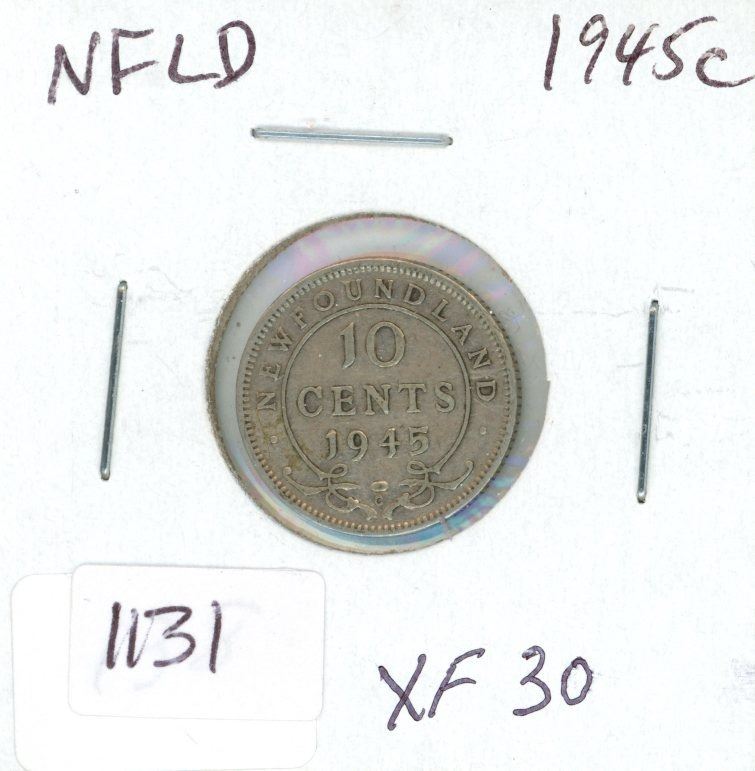 NFLD 1945c
NEWFOUNDLAND
10
CENTS
1945
C
1131
XF 30